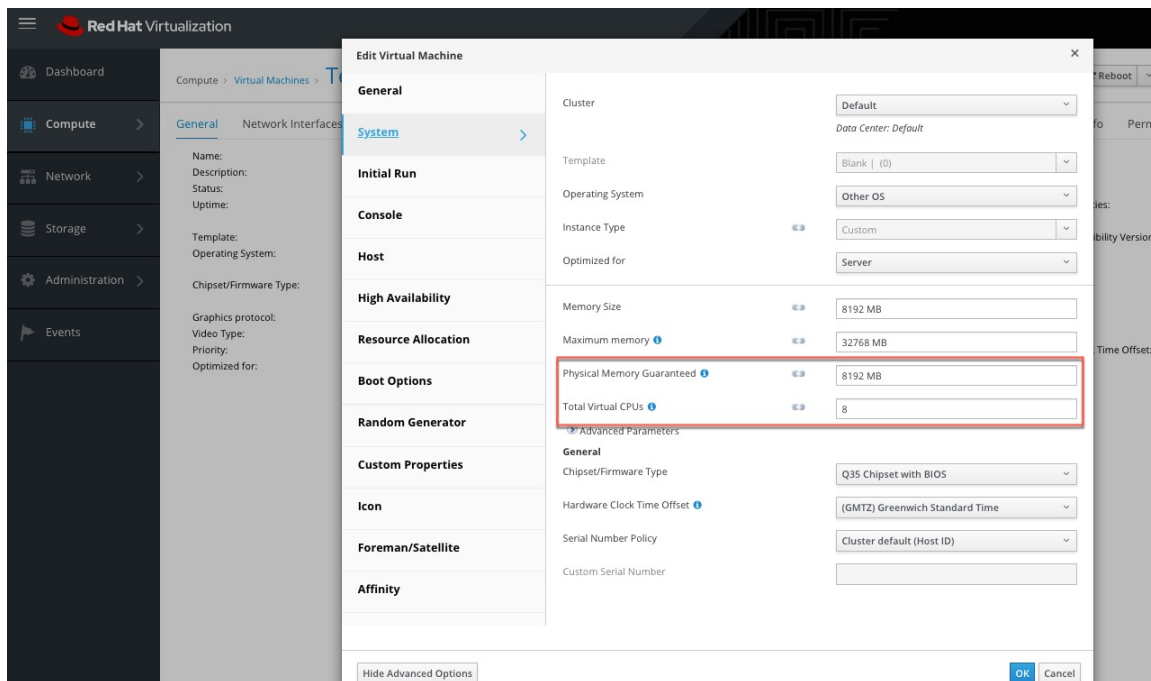 Red Hat Virtualization
Dashboard
Compute
Network
Storage
Administration
Events
Compute > Virtual Machines >
Reboot
General Network Interfaces
Name:
Description:
Status:
Uptime:
Template:
Operating System:
Chipset/Firmware Type:
Graphics protocol:
Video Type:
Priority:
Optimized for:
Edit Virtual Machine
General
System
Initial Run
Console
Host
High Availability
Resource Allocation
Boot Options
Random Generator
Custom Properties
Icon
Foreman/Satellite
Affinity
Cluster Default
Data Center: Default
Template Blank | (0)
Operating System Other OS
Instance Type Custom
Optimized for Server
Memory Size 8192 MB
Maximum memory 32768 MB
Physical Memory Guaranteed 8192 MB
Total Virtual CPUs 8
Advanced Parameters
General
Chipset/Firmware Type Q35 Chipset with BIOS
Hardware Clock Time Offset (GMTZ) Greenwich Standard Time
Serial Number Policy Cluster default (Host ID)
Custom Serial Number
Hide Advanced Options
OK Cancel
Time Offset: